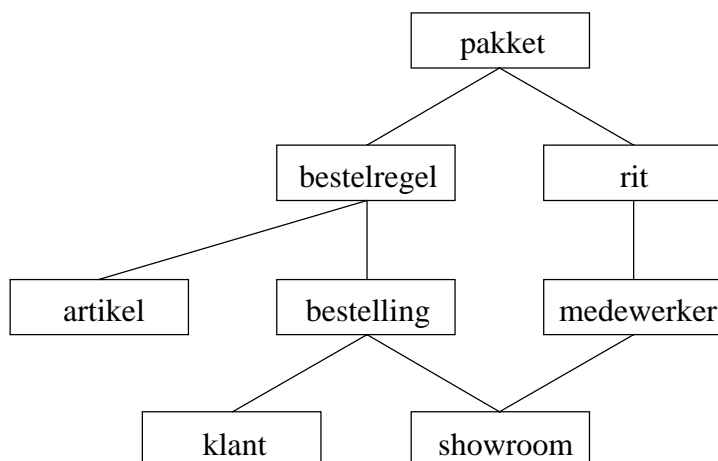 pakket
bestelregel
rit
artikel
bestelling
medewerker
klant
showroom